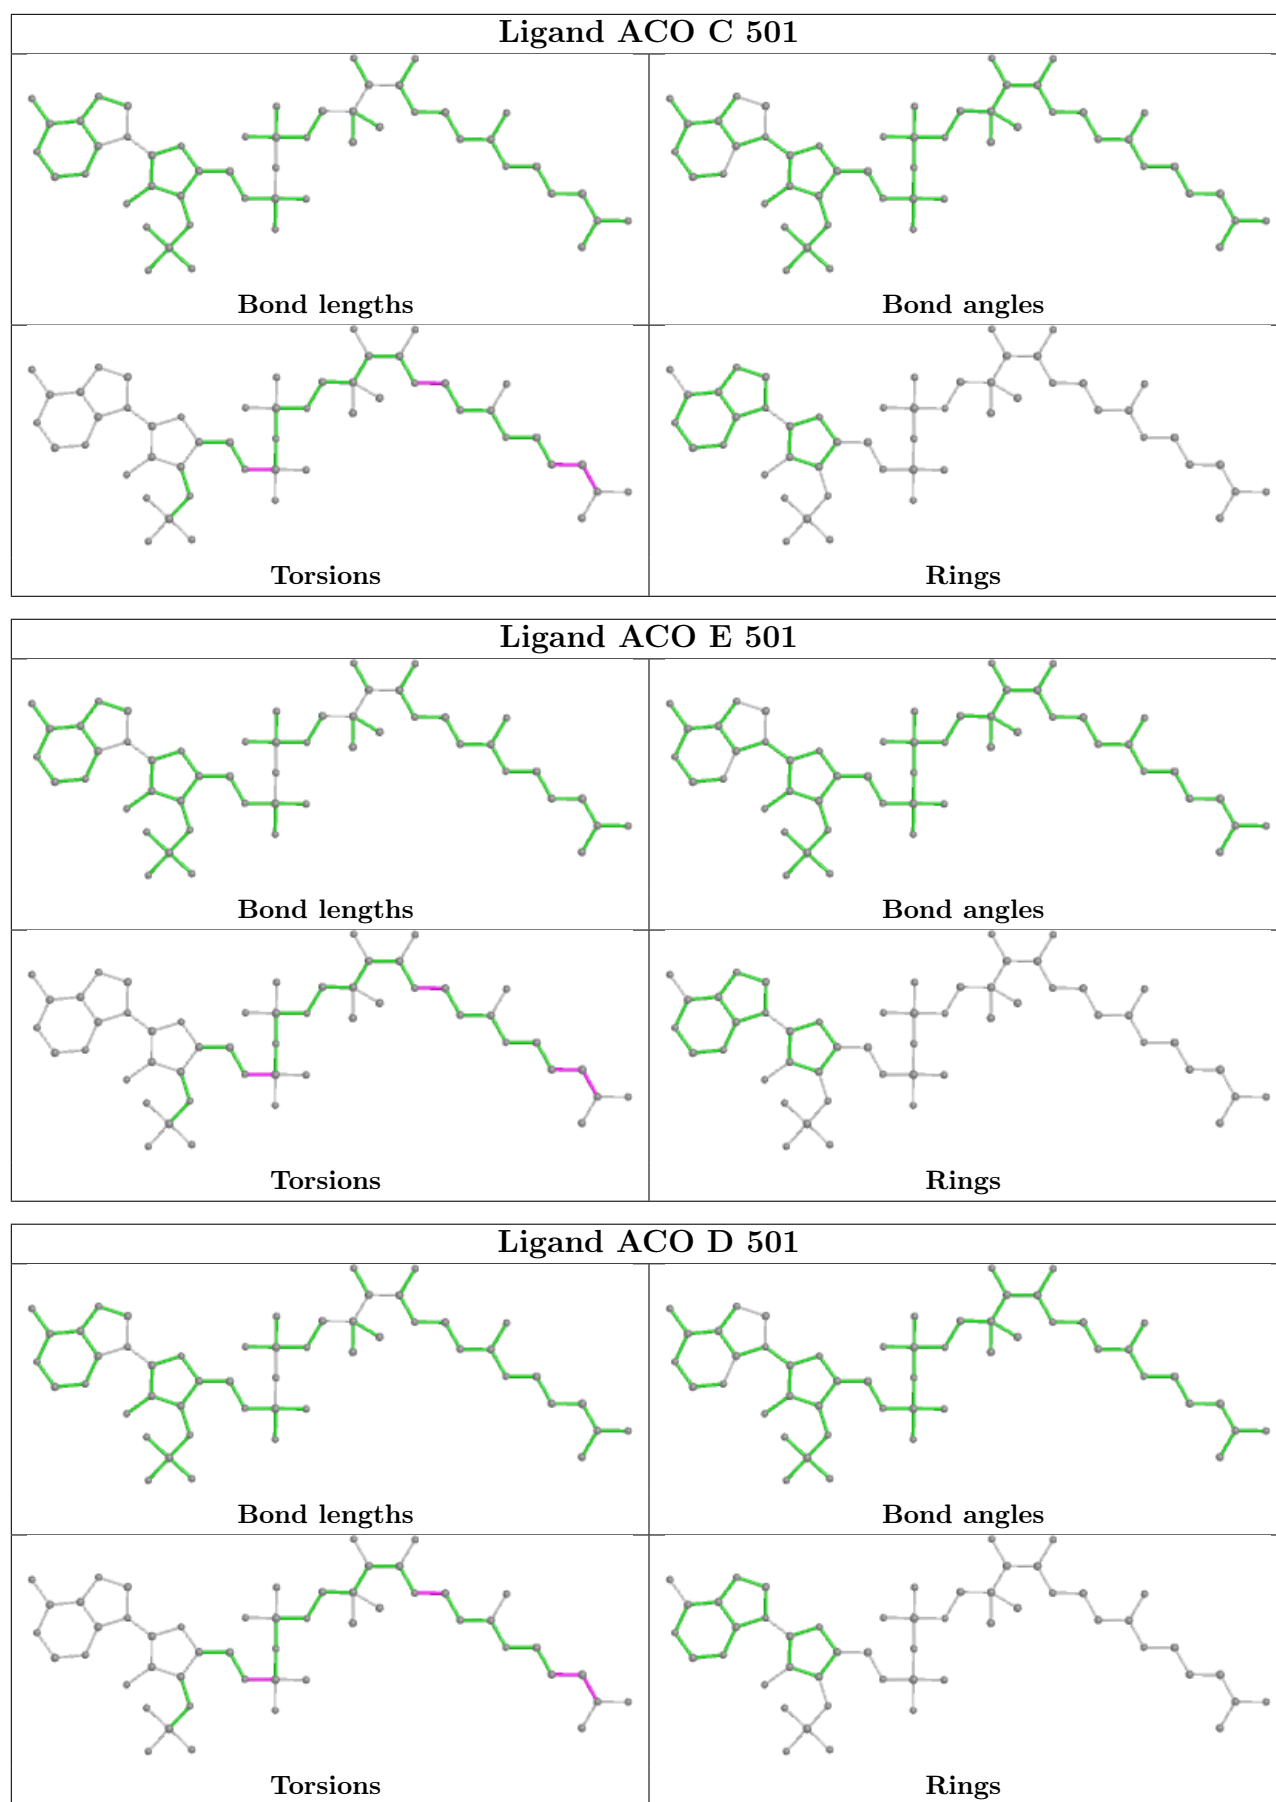 Ligand ACO C 501
Bond lengths
Bond angles
Torsions
Rings
Ligand ACO E 501
Bond lengths
Bond angles
Torsions
Rings
Ligand ACO D 501
Bond lengths
Bond angles
Torsions
Rings